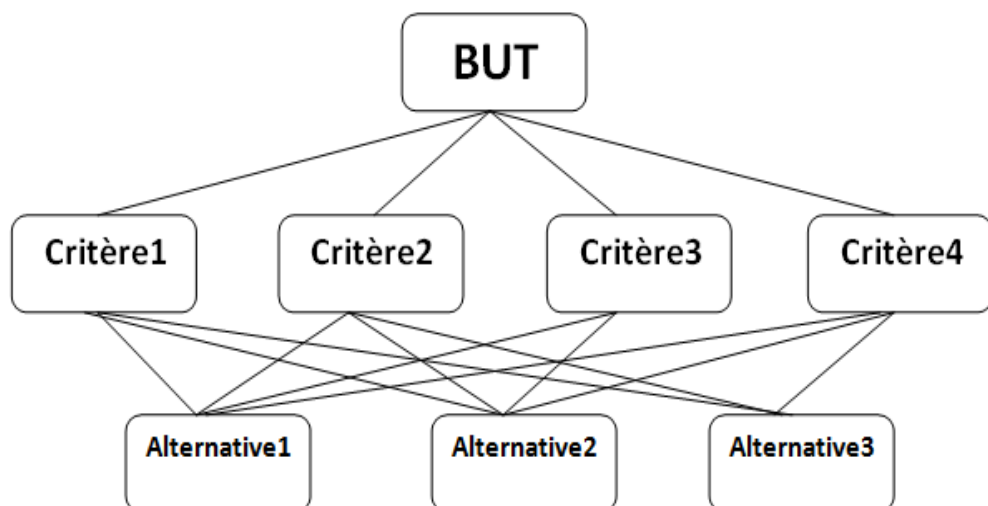 BUT
Critère1
Critère2
Critère3
Critère4
Alternative1
Alternative2
Alternative3